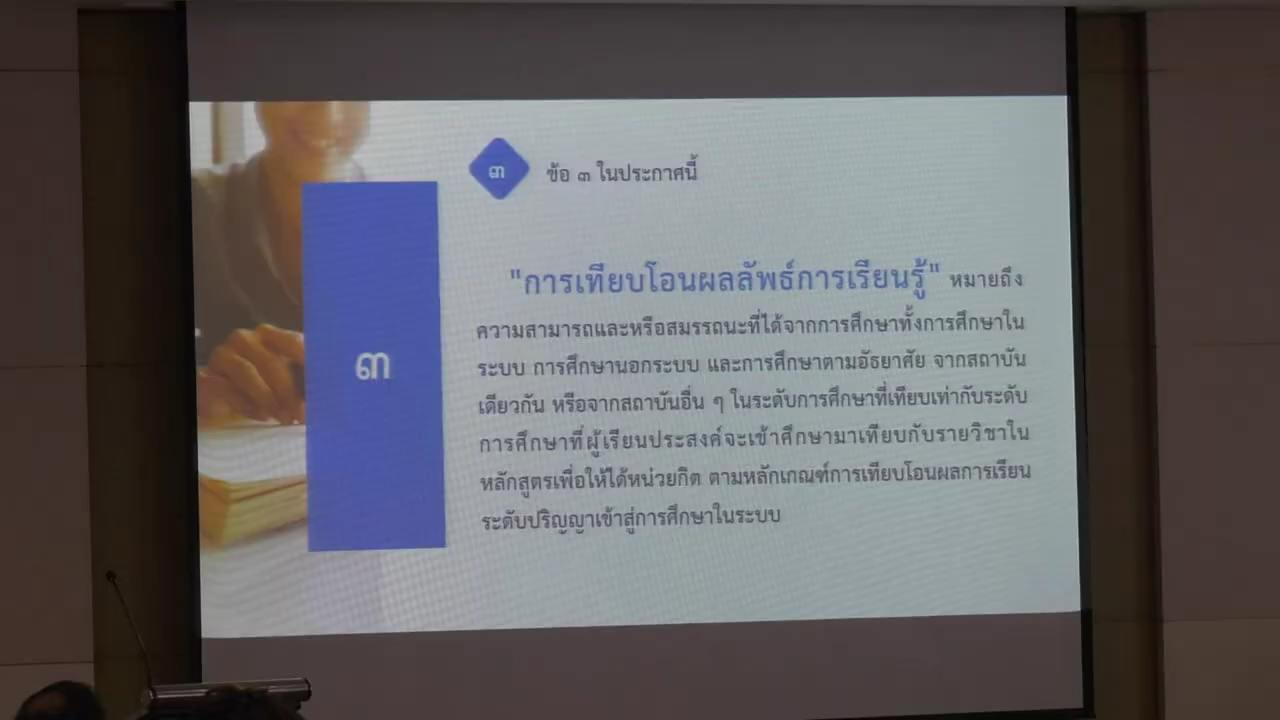 ๓
ข้อ ๓ ในประกาศนี้
"การเทียบโอนผลลัพธ์การเรียนรู้" หมายถึง
ความสามารถและหรือสมรรถนะที่ได้จากการศึกษาทั้งการศึกษาใน
ระบบ การศึกษานอกระบบ และการศึกษาตามอัธยาศัย จากสถาบัน
เดียวกัน หรือจากสถาบันอื่น ๆ ในระดับการศึกษาที่เทียบเท่ากับระดับ
การศึกษาที่ผู้เรียนประสงค์จะเข้าศึกษามาเทียบกับรายวิชาใน
หลักสูตรเพื่อให้ได้หน่วยกิต ตามหลักเกณฑ์การเทียบโอนผลการเรียน
ระดับปริญญาเข้าสู่การศึกษาในระบบ
๓